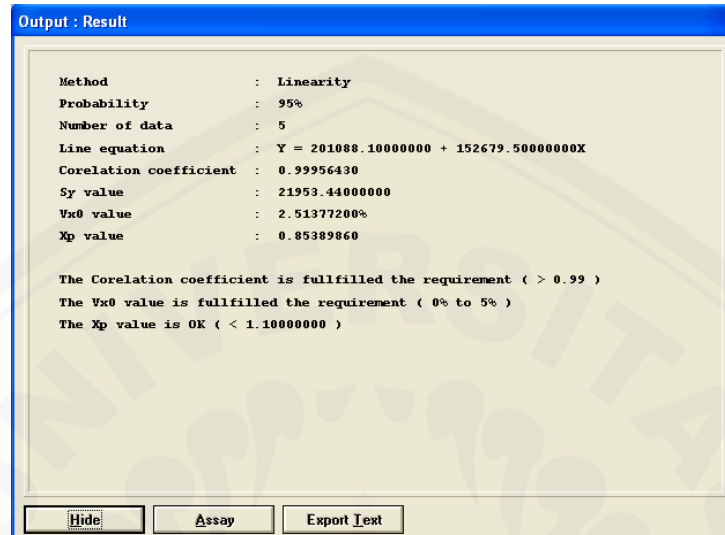 Output : Result
Method : Linearity
Probability : 95%
Number of data : 5
Line equation : Y = 201088.10000000 + 152679.50000000X
Corelation coefficient : 0.99956430
Sy value : 21953.44000000
Vx0 value : 2.51377200%
Xp value : 0.85389860
The Corelation coefficient is fullfilled the requirement ( > 0.99 )
The Vx0 value is fullfilled the requirement ( 0% to 5% )
The Xp value is OK ( < 1.10000000 )
Hide Assay Export Text